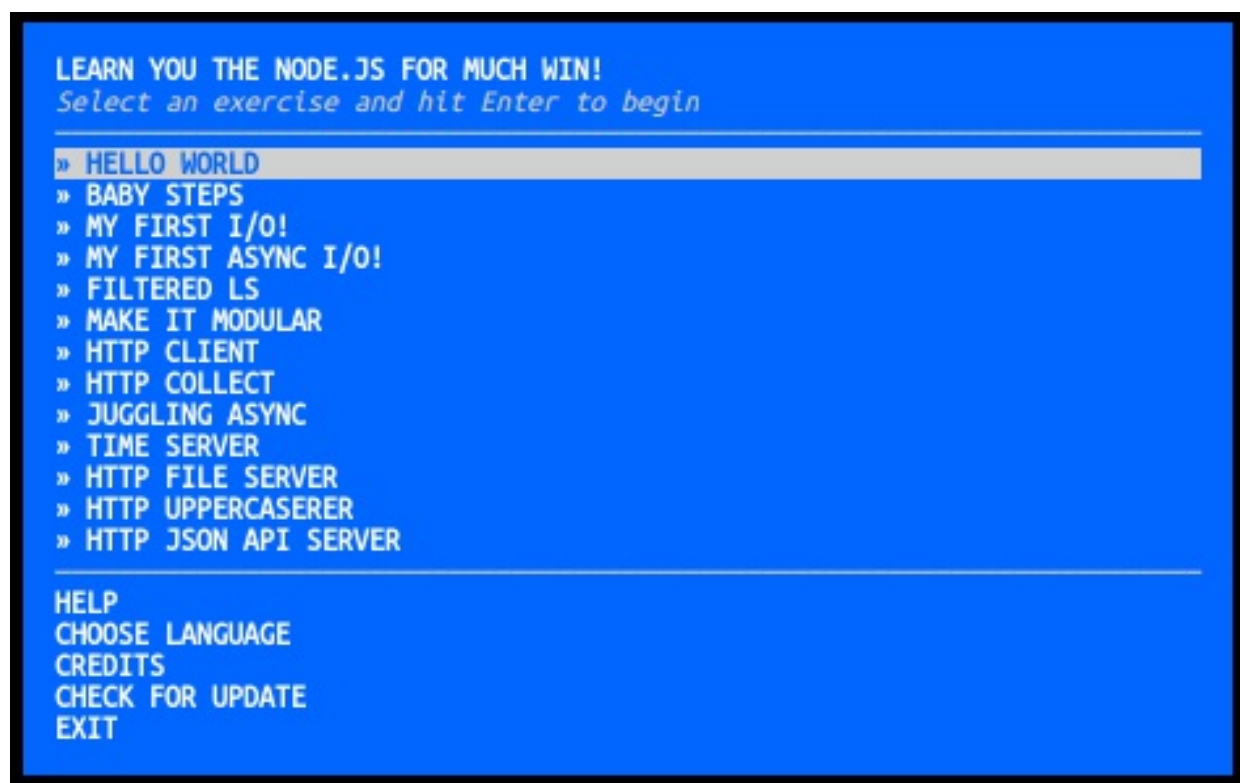 LEARN YOU THE NODE.JS FOR MUCH WIN!
Select an exercise and hit Enter to begin
» HELLO WORLD
» BABY STEPS
» MY FIRST I/O!
» MY FIRST ASYNC I/O!
» FILTERED LS
» MAKE IT MODULAR
» HTTP CLIENT
» HTTP COLLECT
» JUGGLING ASYNC
» TIME SERVER
» HTTP FILE SERVER
» HTTP UPPERCASERER
» HTTP JSON API SERVER
HELP
CHOOSE LANGUAGE
CREDITS
CHECK FOR UPDATE
EXIT